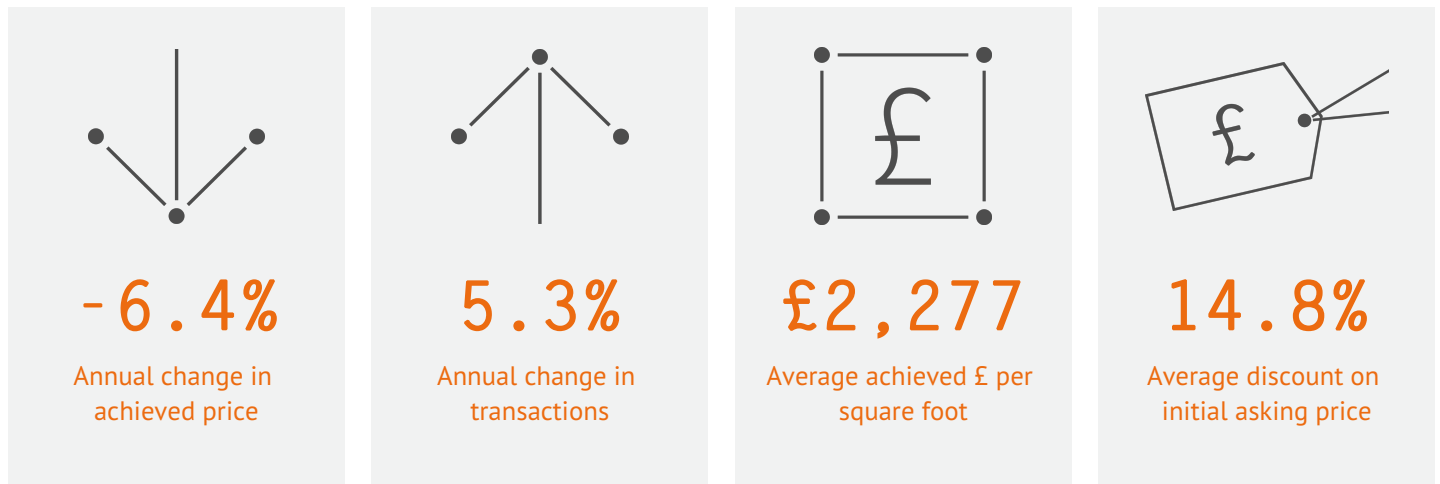 £
£
-6.4%
5.3%
£2,277
14.8%
Annual change in
achieved price
Annual change in
transactions
Average achieved £ per
square foot
Average discount on
initial asking price